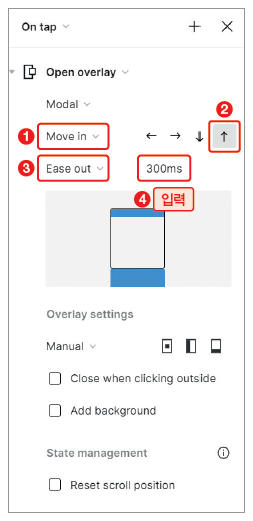 On tap
Open overlay
Modal
2
1 Move in
3 Ease out 300ms
4 입력
Overlay settings
Manual
Close when clicking outside
Add background
State management
Reset scroll position